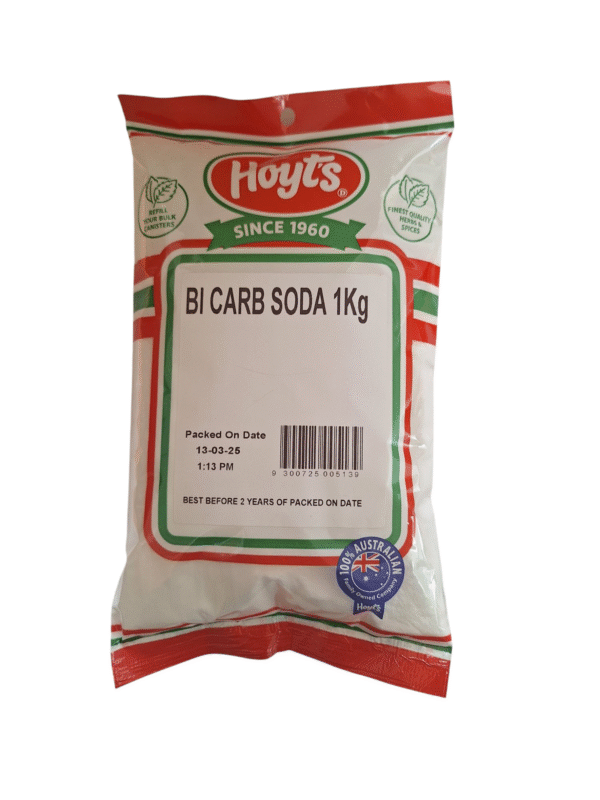 Hoyt's
SINCE 1960
REFILL
YOUR BULK
CANISTERS
FINEST QUALITY
HERBS &
SPICES
BI CARB SODA 1Kg
Packed On Date
13-03-25
1:13 PM
9 300725 005139
BEST BEFORE 2 YEARS OF PACKED ON DATE
100% AUSTRALIAN
Family Owned Company
Hoyt's